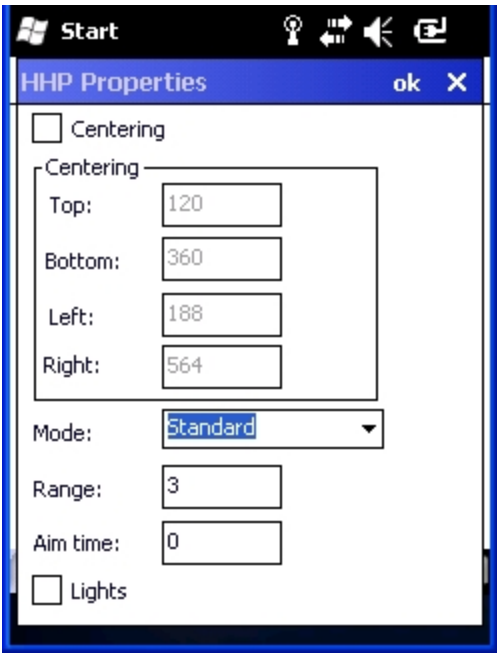 Start
HHP Properties ok X
Centering
Centering
Top: 120
Bottom: 360
Left: 188
Right: 564
Mode: Standard
Range: 3
Aim time: 0
Lights